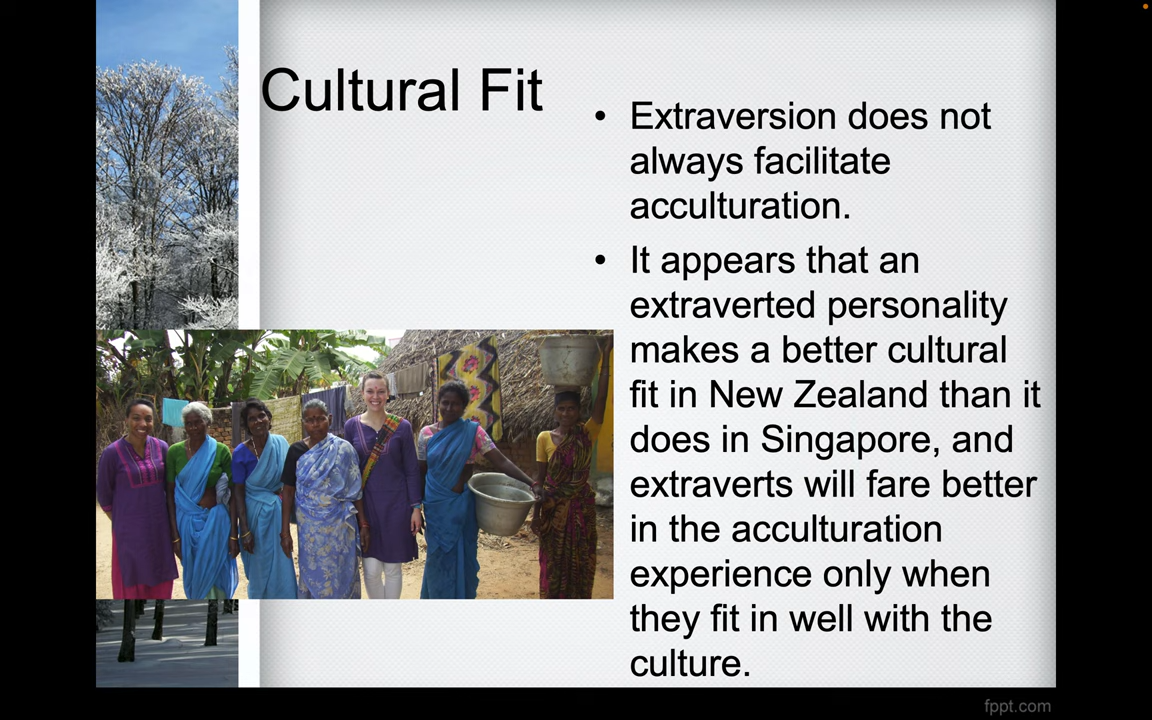 Cultural Fit
• Extraversion does not
always facilitate
acculturation.
• It appears that an
extraverted personality
makes a better cultural
fit in New Zealand than it
does in Singapore, and
extraverts will fare better
in the acculturation
experience only when
they fit in well with the
culture.
fppt.com